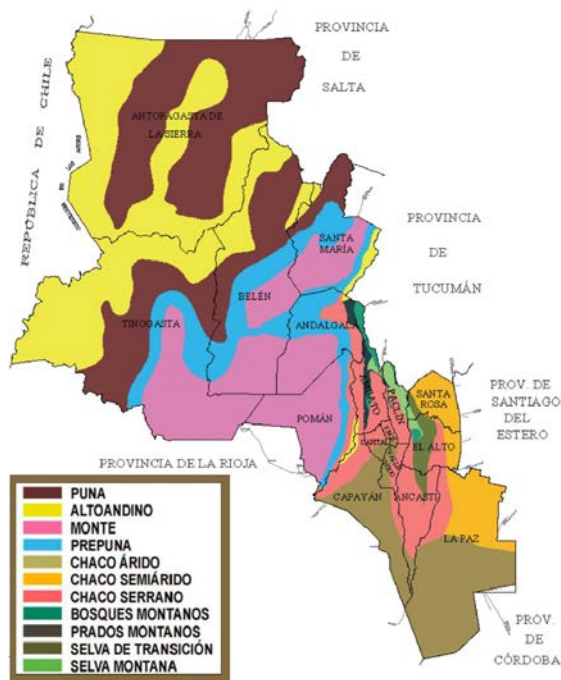 PROVINCIA
DE
SALTA
REPÚBLICA DE CHILE
ANTOFAGASTA DE
LA SIERRA
PROVINCIA
DE
TUCUMÁN
SANTA
MARÍA
BELÉN
TINOGASTA
ANDALGALÁ
AMBATO
PACLÍN
SANTA
ROSA
PROV. DE
SANTIAGO
DEL
ESTERO
POMÁN
CAPITAL
EL ALTO
PROVINCIA DE LA RIOJA
CAPAYÁN
ANCASTI
LA PAZ
PROV.
DE
CÓRDOBA
PUNA
ALTOANDINO
MONTE
PREPUNA
CHACO ÁRIDO
CHACO SEMIÁRIDO
CHACO SERRANO
BOSQUES MONTANOS
PRADOS MONTANOS
SELVA DE TRANSICIÓN
SELVA MONTANA